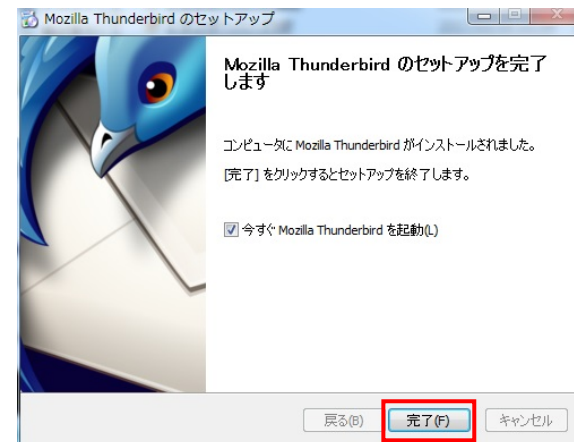 Mozilla Thunderbird のセットアップ
Mozilla Thunderbird のセットアップを完了
します
コンピュータに Mozilla Thunderbird がインストールされました。
[完了] をクリックするとセットアップを終了します。
今すぐ Mozilla Thunderbird を起動(L)
戻る(B) 完了(F) キャンセル